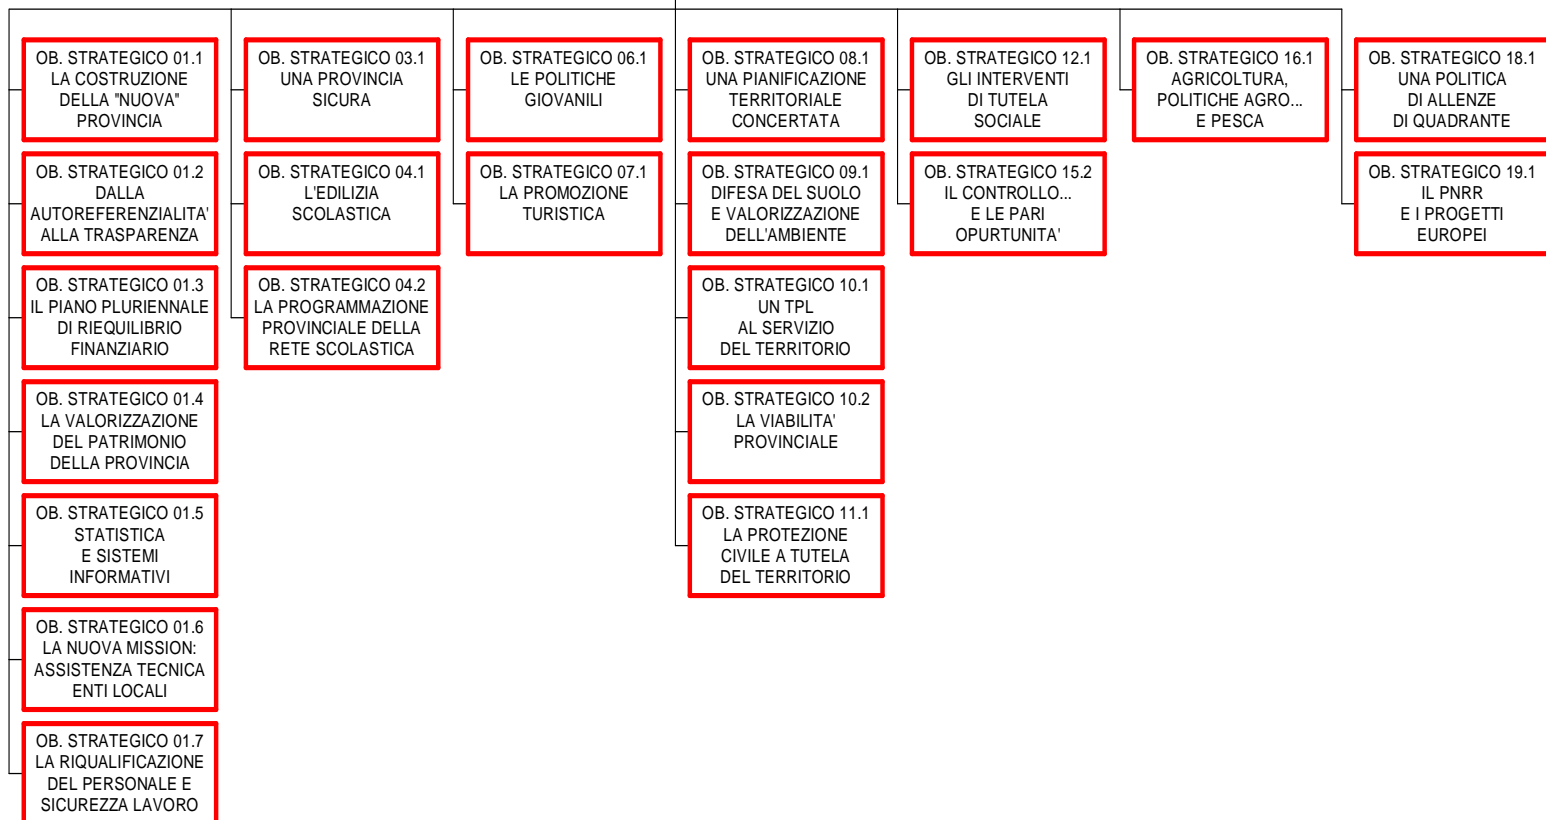 OB. STRATEGICO 01.1
LA COSTRUZIONE
DELLA "NUOVA"
PROVINCIA
OB. STRATEGICO 01.2
DALLA
AUTOREFERENZIALITA'
ALLA TRASPARENZA
OB. STRATEGICO 01.3
IL PIANO PLURIENNALE
DI RIEQUILIBRIO
FINANZIARIO
OB. STRATEGICO 01.4
LA VALORIZZAZIONE
DEL PATRIMONIO
DELLA PROVINCIA
OB. STRATEGICO 01.5
STATISTICA
E SISTEMI
INFORMATIVI
OB. STRATEGICO 01.6
LA NUOVA MISSION:
ASSISTENZA TECNICA
ENTI LOCALI
OB. STRATEGICO 01.7
LA RIQUALIFICAZIONE
DEL PERSONALE E
SICUREZZA LAVORO
OB. STRATEGICO 03.1
UNA PROVINCIA
SICURA
OB. STRATEGICO 04.1
L'EDILIZIA
SCOLASTICA
OB. STRATEGICO 04.2
LA PROGRAMMAZIONE
PROVINCIALE DELLA
RETE SCOLASTICA
OB. STRATEGICO 06.1
LE POLITICHE
GIOVANILI
OB. STRATEGICO 07.1
LA PROMOZIONE
TURISTICA
OB. STRATEGICO 08.1
UNA PIANIFICAZIONE
TERRITORIALE
CONCERTATA
OB. STRATEGICO 09.1
DIFESA DEL SUOLO
E VALORIZZAZIONE
DELL'AMBIENTE
OB. STRATEGICO 10.1
UN TPL
AL SERVIZIO
DEL TERRITORIO
OB. STRATEGICO 10.2
LA VIABILITA'
PROVINCIALE
OB. STRATEGICO 11.1
LA PROTEZIONE
CIVILE A TUTELA
DEL TERRITORIO
OB. STRATEGICO 12.1
GLI INTERVENTI
DI TUTELA
SOCIALE
OB. STRATEGICO 15.2
IL CONTROLLO...
E LE PARI
OPURTUNITA'
OB. STRATEGICO 16.1
AGRICOLTURA,
POLITICHE AGRO...
E PESCA
OB. STRATEGICO 18.1
UNA POLITICA
DI ALLENZE
DI QUADRANTE
OB. STRATEGICO 19.1
IL PNRR
E I PROGETTI
EUROPEI